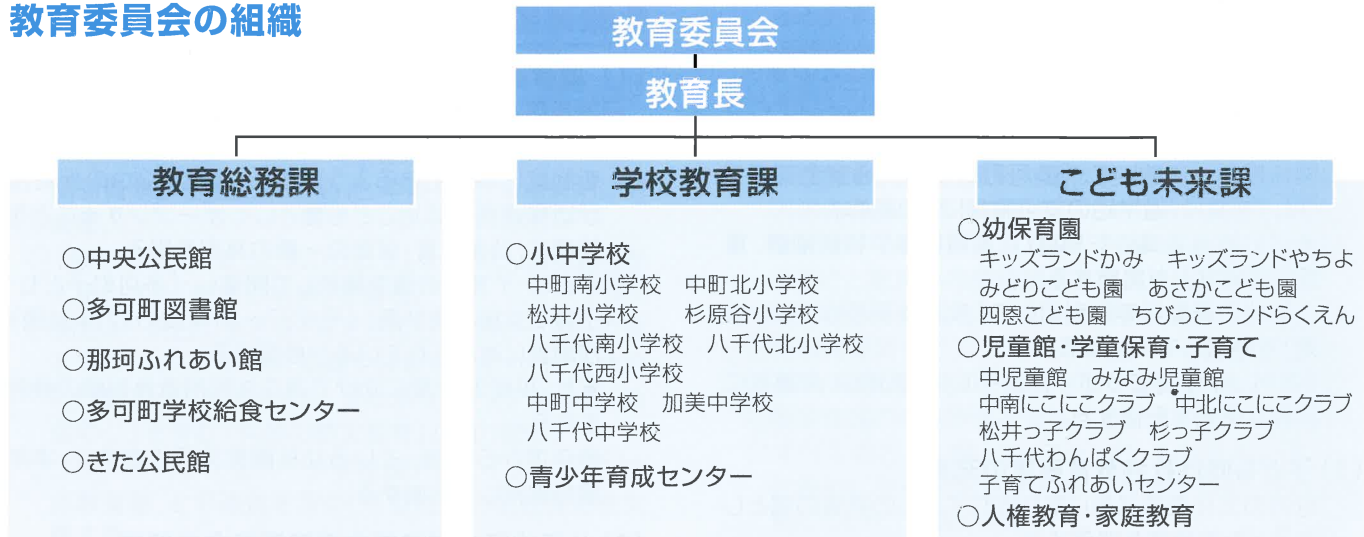 教育委員会の組織
教育委員会
教育長
教育総務課
○中央公民館
○多可町図書館
○那珂ふれあい館
○多可町学校給食センター
○きた公民館
学校教育課
○小中学校
中町南小学校　中町北小学校
松井小学校　杉原谷小学校
八千代南小学校　八千代北小学校
八千代西小学校
中町中学校　加美中学校
八千代中学校
○青少年育成センター
こども未来課
○幼保育園
キッズランドかみ　キッズランドやちよ
みどりこども園　あさかこども園
四恩こども園　ちびっこランドらくえん
○児童館・学童保育・子育て
中児童館　みなみ児童館
中南にこにこクラブ　中北にこにこクラブ
松井っ子クラブ　杉っ子クラブ
八千代わんぱくクラブ
子育てふれあいセンター
○人権教育・家庭教育